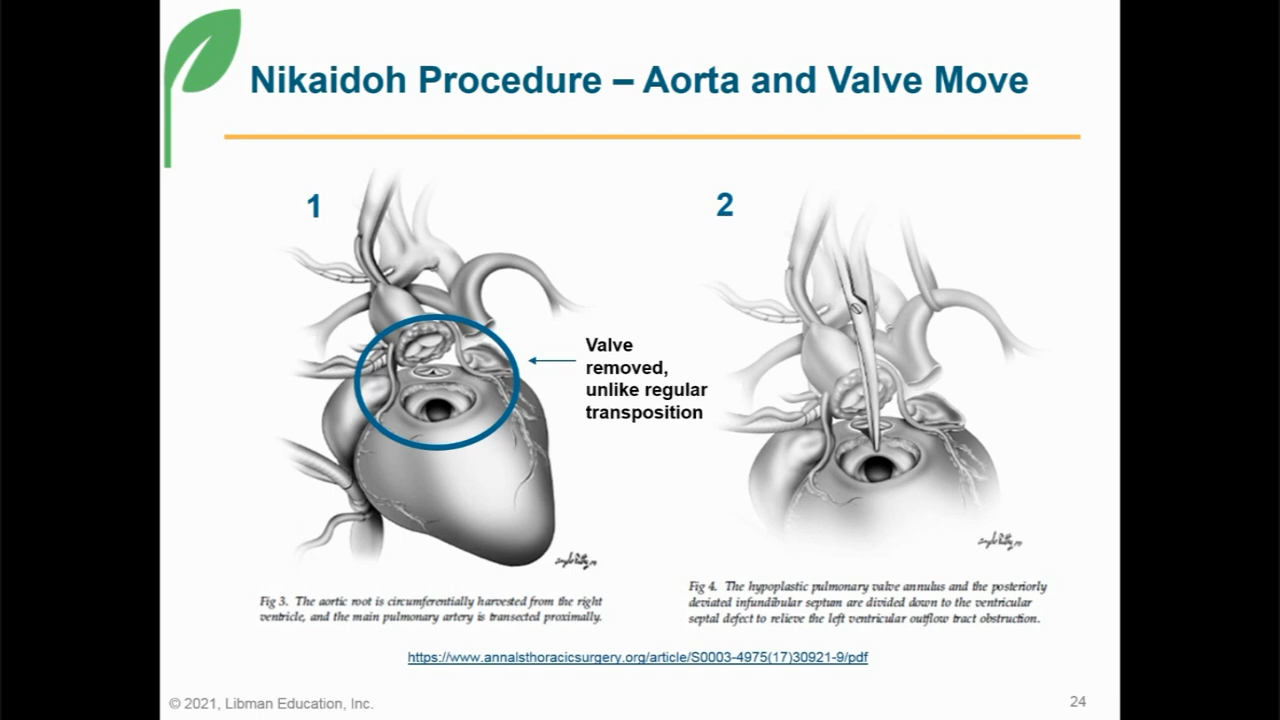 Nikaidoh Procedure – Aorta and Valve Move
1
2
Valve
removed,
unlike regular
transposition
Fig 3. The aortic root is circumferentially harvested from the right
ventricle, and the main pulmonary artery is transected proximally.
Fig 4. The hypoplastic pulmonary valve annulus and the posteriorly
deviated infundibular septum are divided down to the ventricular
septal defect to relieve the left ventricular outflow tract obstruction.
https://www.annalsthoracicsurgery.org/article/S0003-4975(17)30921-9/pdf
© 2021, Libman Education, Inc.
24